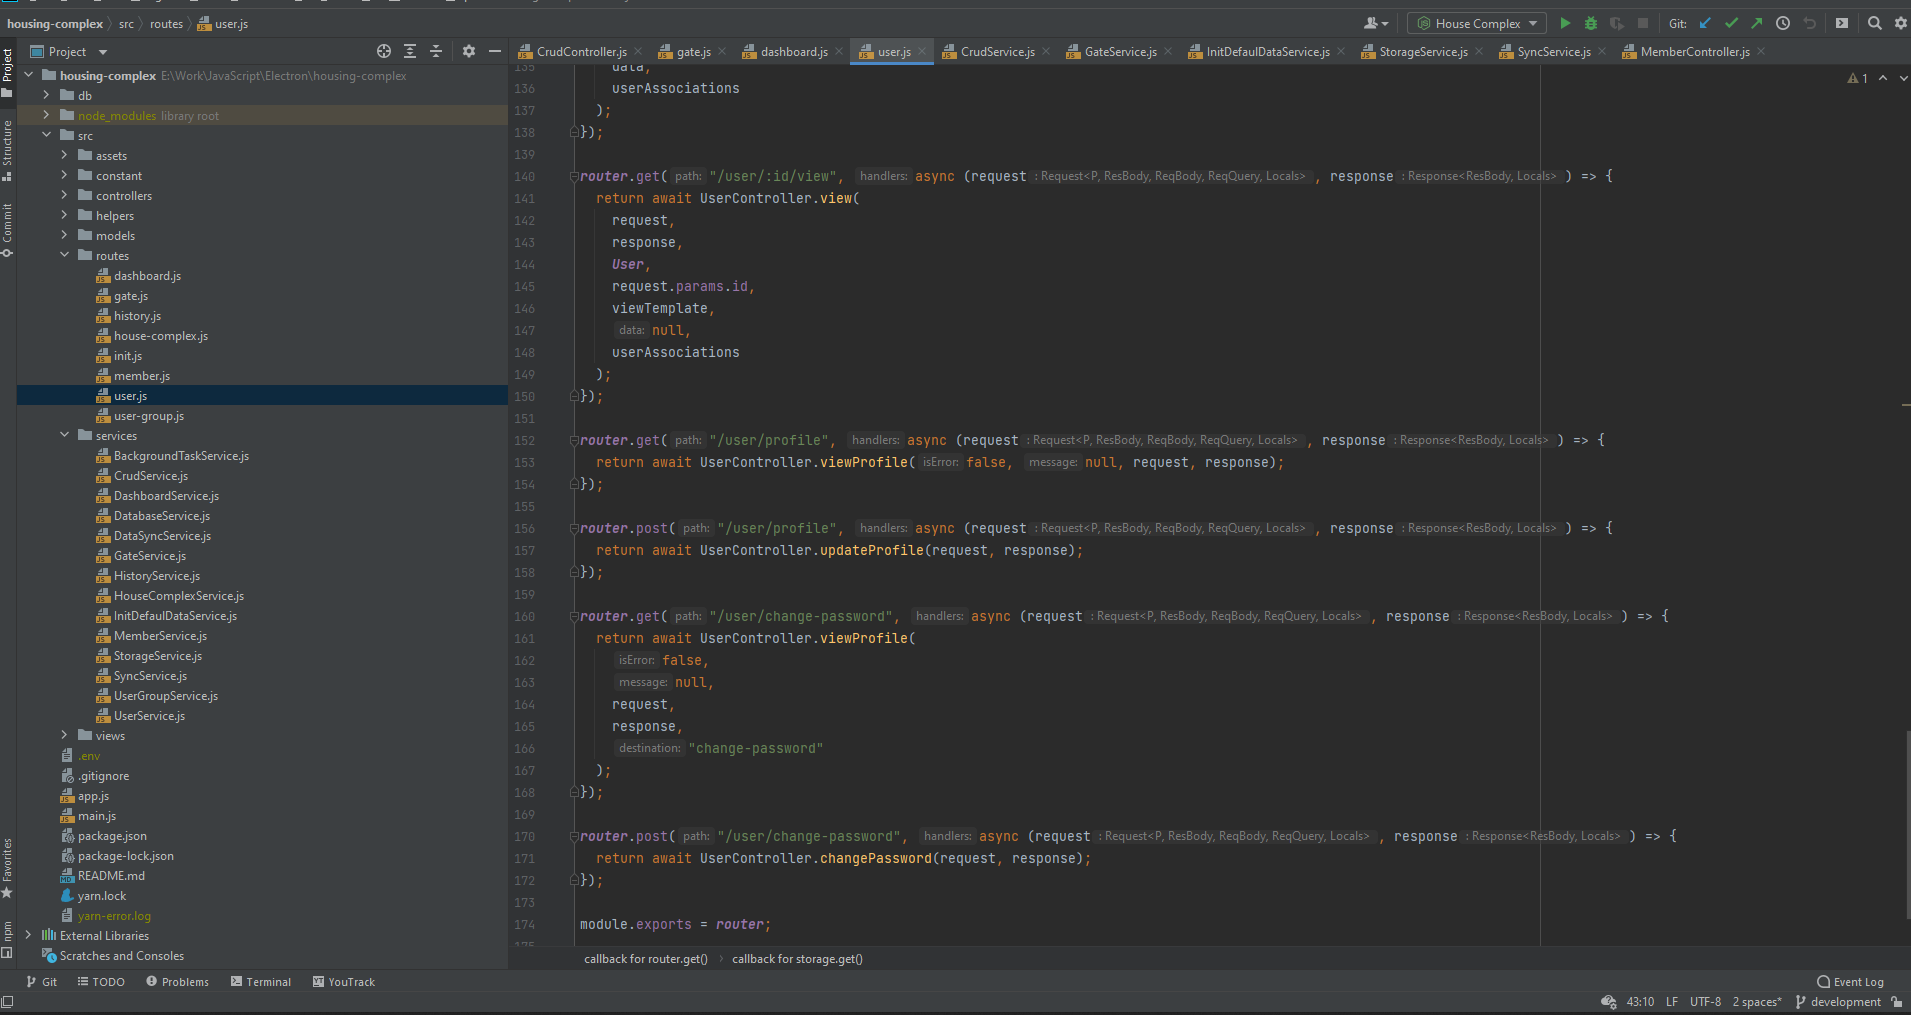 housing-complex src routes user.js House Complex Git:
Project CrudController.js gate.js dashboard.js user.js CrudService.js GateService.js InitDefaulDataService.js StorageService.js SyncService.js MemberController.js
Project
Structure
Commit
Favorites
npm
housing-complex E:\Work\JavaScript\Electron\housing-complex
db
node_modules library root
src
assets
constant
controllers
helpers
models
routes
dashboard.js
gate.js
history.js
house-complex.js
init.js
member.js
user.js
user-group.js
services
BackgroundTaskService.js
CrudService.js
DashboardService.js
DatabaseService.js
DataSyncService.js
GateService.js
HistoryService.js
HouseComplexService.js
InitDefaulDataService.js
MemberService.js
StorageService.js
SyncService.js
UserGroupService.js
UserService.js
views
.env
.gitignore
app.js
main.js
package.json
package-lock.json
README.md
yarn.lock
yarn-error.log
External Libraries
Scratches and Consoles
1
135 data,
136 userAssociations
137 );
138 });
139
140 router.get( path: "/user/:id/view", handlers: async (request : Request<P, ResBody, ReqBody, ReqQuery, Locals> , response : Response<ResBody, Locals> ) => {
141 return await UserController.view(
142 request,
143 response,
144 User,
145 request.params.id,
146 viewTemplate,
147 data: null,
148 userAssociations
149 );
150 });
151
152 router.get( path: "/user/profile", handlers: async (request : Request<P, ResBody, ReqBody, ReqQuery, Locals> , response : Response<ResBody, Locals> ) => {
153 return await UserController.viewProfile( isError: false, message: null, request, response);
154 });
155
156 router.post( path: "/user/profile", handlers: async (request : Request<P, ResBody, ReqBody, ReqQuery, Locals> , response : Response<ResBody, Locals> ) => {
157 return await UserController.updateProfile(request, response);
158 });
159
160 router.get( path: "/user/change-password", handlers: async (request : Request<P, ResBody, ReqBody, ReqQuery, Locals> , response : Response<ResBody, Locals> ) => {
161 return await UserController.viewProfile(
162 isError: false,
163 message: null,
164 request,
165 response,
166 destination: "change-password"
167 );
168 });
169
170 router.post( path: "/user/change-password", handlers: async (request : Request<P, ResBody, ReqBody, ReqQuery, Locals> , response : Response<ResBody, Locals> ) => {
171 return await UserController.changePassword(request, response);
172 });
173
174 module.exports = router;
175
callback for router.get() callback for storage.get()
Git TODO Problems Terminal YouTrack Event Log
43:10 LF UTF-8 2 spaces* development